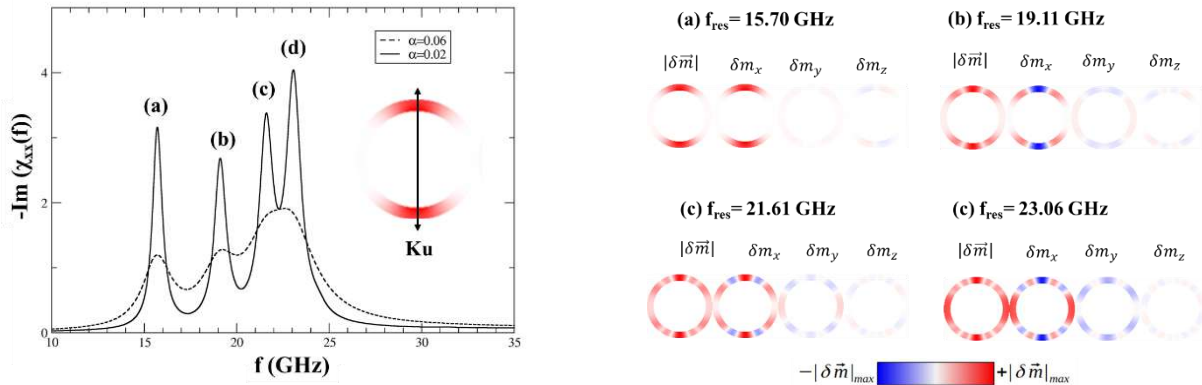 -Im (χxx(f))
4
2
0
10
15
20
25
30
35
f (GHz)
(a)
(b)
(c)
(d)
α=0.06
α=0.02
Ku
(a) fres= 15.70 GHz
|δm⃗| δmx δmy δmz
(b) fres= 19.11 GHz
|δm⃗| δmx δmy δmz
(c) fres= 21.61 GHz
|δm⃗| δmx δmy δmz
(c) fres= 23.06 GHz
|δm⃗| δmx δmy δmz
−|δm⃗|max +|δm⃗|max